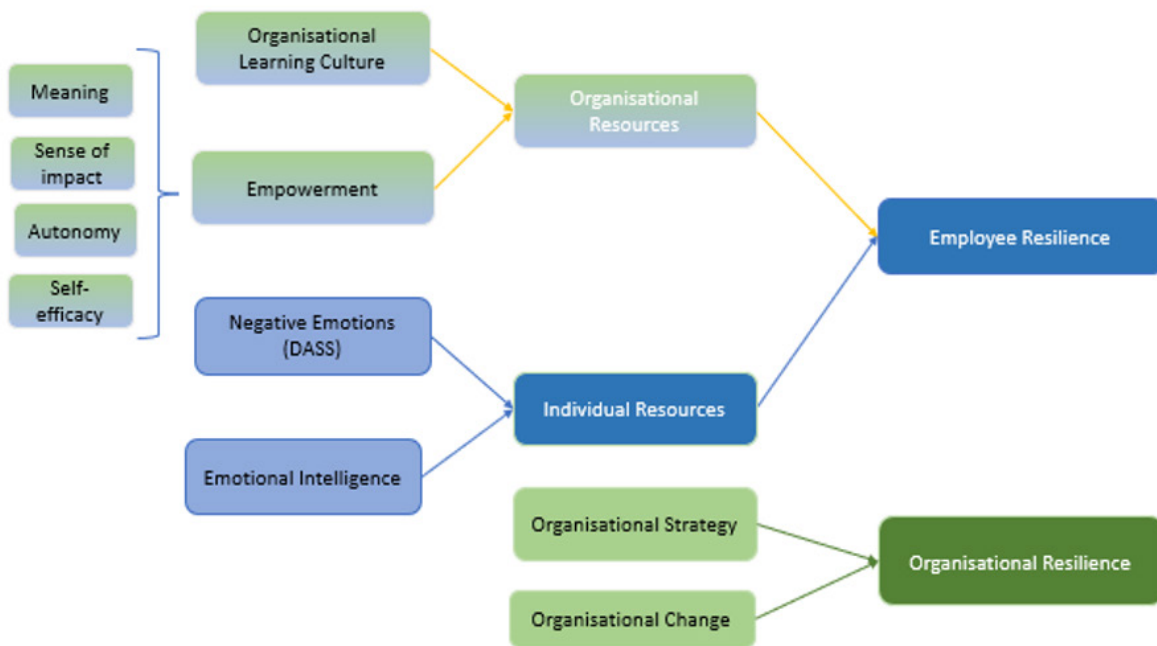 Meaning
Sense of
impact
Autonomy
Self-
efficacy
Organisational
Learning Culture
Empowerment
Negative Emotions
(DASS)
Emotional Intelligence
Organisational
Resources
Individual Resources
Organisational Strategy
Organisational Change
Employee Resilience
Organisational Resilience